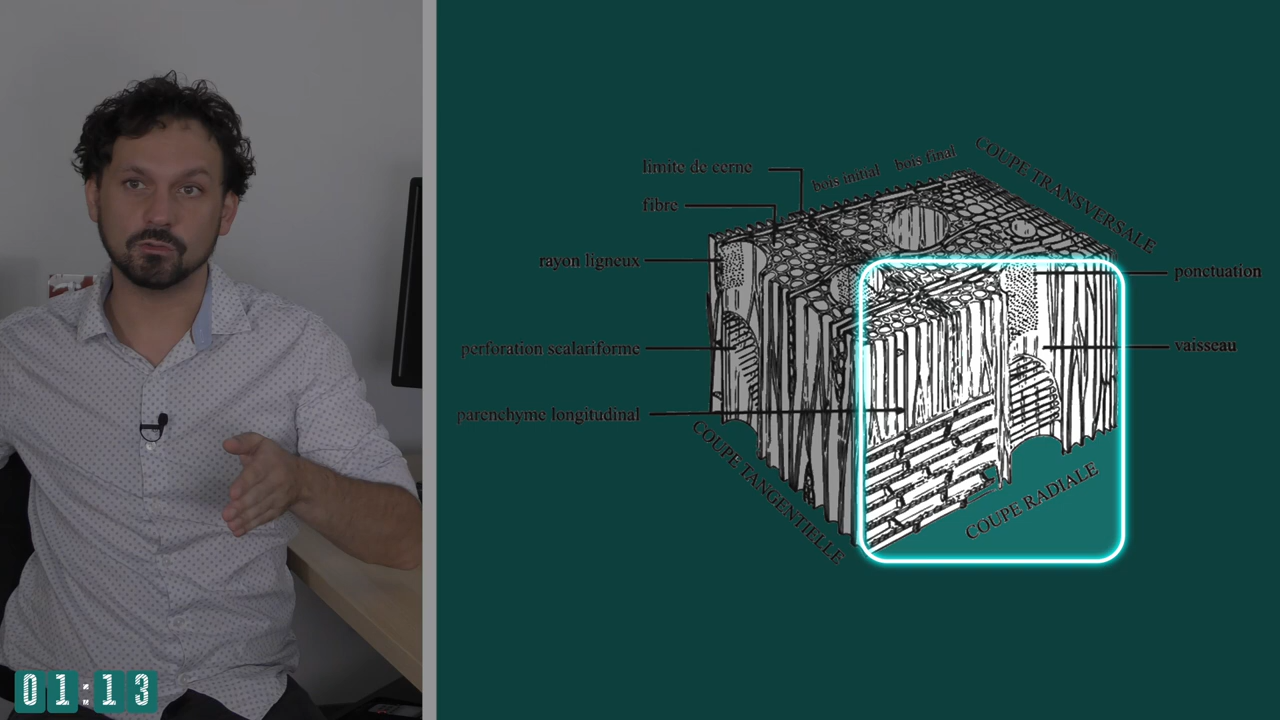 limite de cerne
bois initial
bois final
COUPE TRANSVERSALE
fibre
rayon ligneux
ponctuation
perforation scalariforme
vaisseau
parenchyme longitudinal
COUPE TANGENTIELLE
COUPE RADIALE
01:13